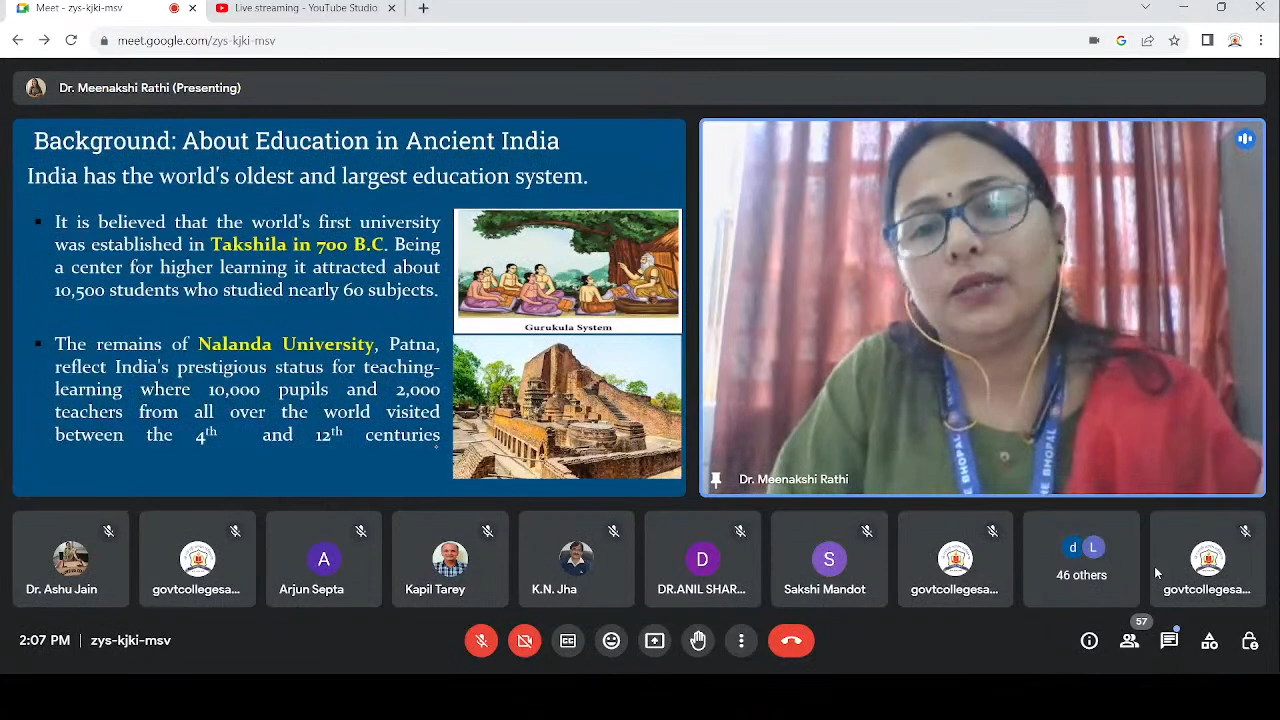 Meet - zys-kjki-msv
Live streaming - YouTube Studio
meet.google.com/zys-kjki-msv
Dr. Meenakshi Rathi (Presenting)
Background: About Education in Ancient India
India has the world's oldest and largest education system.
It is believed that the world's first university
was established in Takshila in 700 B.C. Being
a center for higher learning it attracted about
10,500 students who studied nearly 60 subjects.
Gurukula System
The remains of Nalanda University, Patna,
reflect India's prestigious status for teaching-
learning where 10,000 pupils and 2,000
teachers from all over the world visited
between the 4th and 12th centuries
THE BHOPAL
BHOPAL
Dr. Meenakshi Rathi
Dr. Ashu Jain
govtcollegesa...
A
Arjun Septa
Kapil Tarey
K.N. Jha
D
DR.ANIL SHAR...
S
Sakshi Mandot
govtcollegesa...
d L
46 others
govtcollegesa...
2:07 PM | zys-kjki-msv
CC
57